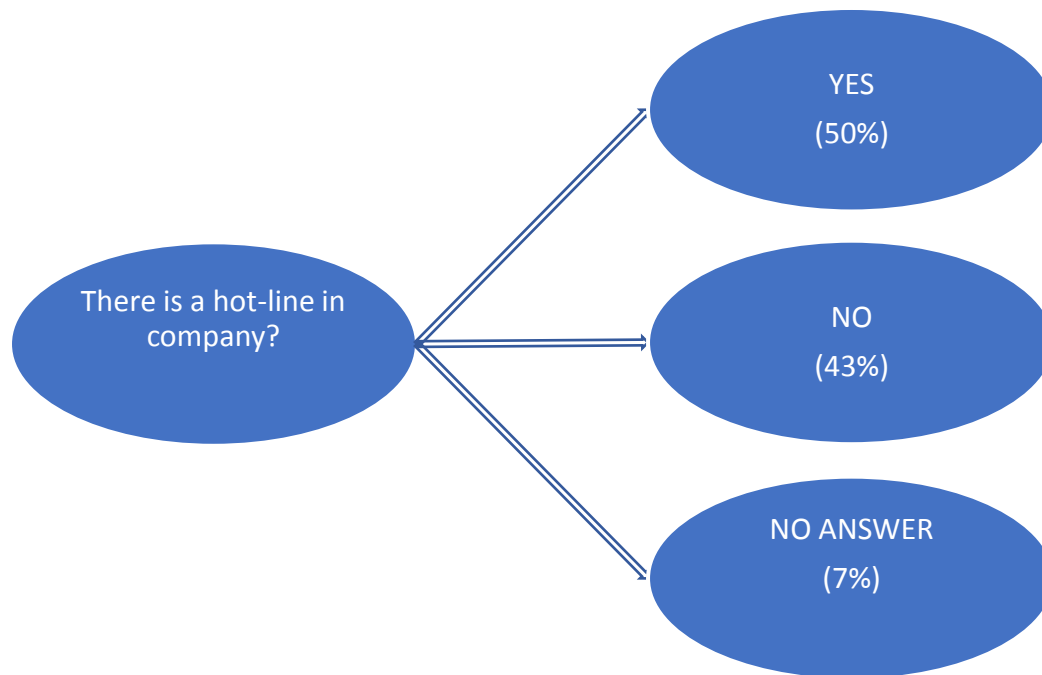 YES
(50%)
There is a hot-line in
company?
NO
(43%)
NO ANSWER
(7%)